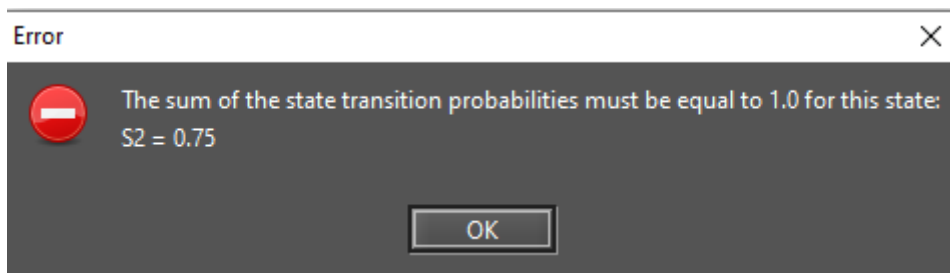 Error
The sum of the state transition probabilities must be equal to 1.0 for this state:
S2 = 0.75
OK